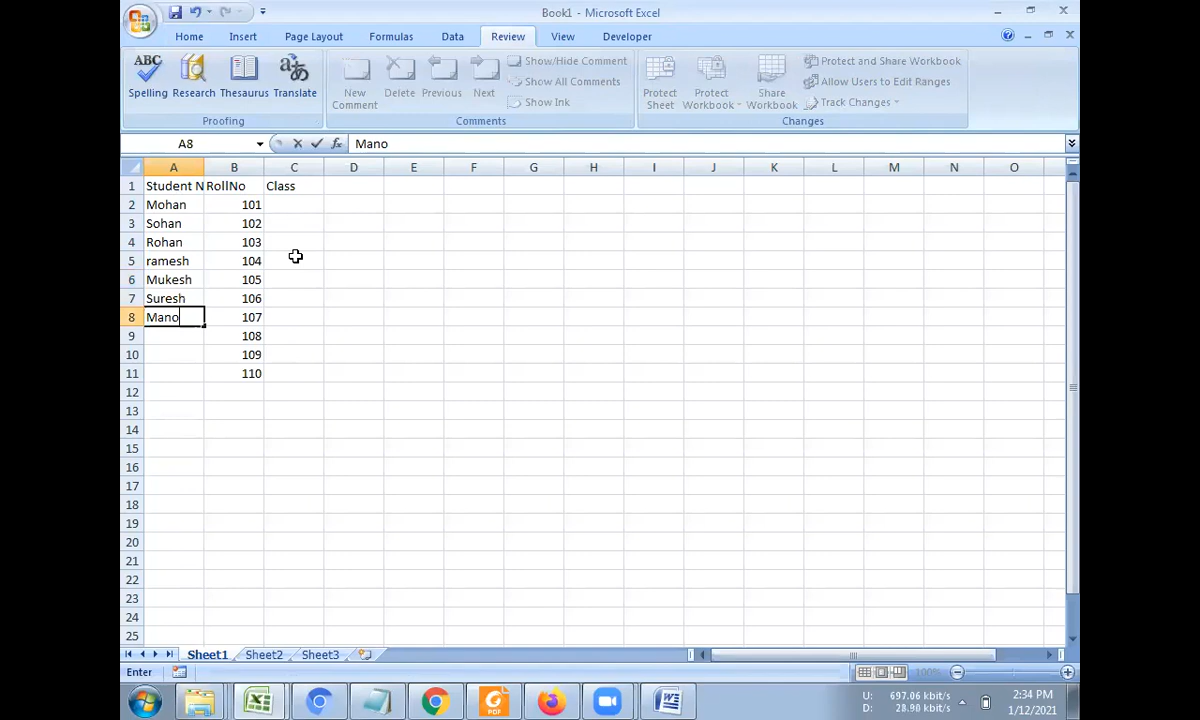 Book1 - Microsoft Excel
Home Insert Page Layout Formulas Data Review View Developer
ABC
Spelling Research Thesaurus Translate
New Comment Delete Previous Next
Show/Hide Comment
Show All Comments
Show Ink
Protect Sheet Protect Workbook Share Workbook
Protect and Share Workbook
Allow Users to Edit Ranges
Track Changes
Proofing Comments Changes
A8 fx Mano
A B C D E F G H I J K L M N O
1 Student N RollNo Class
2 Mohan 101
3 Sohan 102
4 Rohan 103
5 ramesh 104
6 Mukesh 105
7 Suresh 106
8 Mano 107
9 108
10 109
11 110
12
13
14
15
16
17
18
19
20
21
22
23
24
25
Sheet1 Sheet2 Sheet3
Enter 100%
PDF
U: 697.06 kbit/s 2:34 PM
D: 28.90 kbit/s 1/12/2021